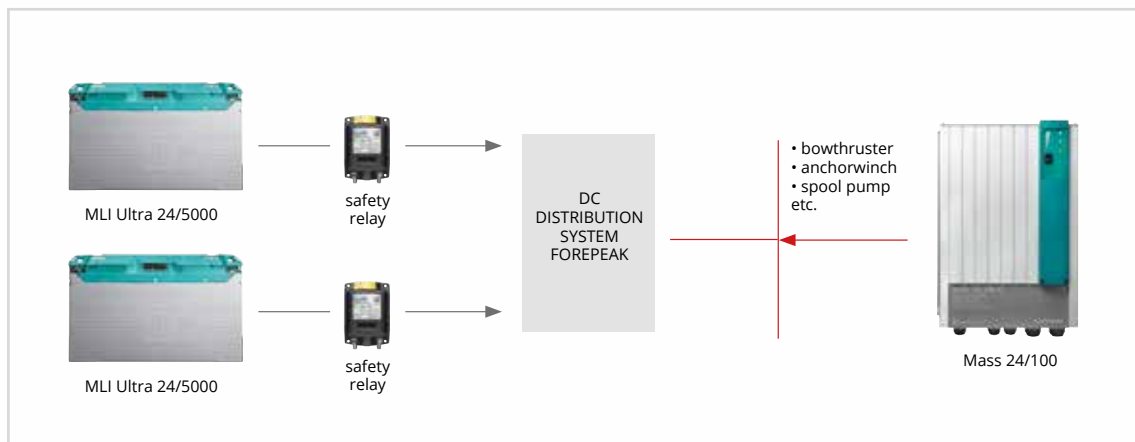 MLI Ultra 24/5000
safety
relay
MLI Ultra 24/5000
safety
relay
DC
DISTRIBUTION
SYSTEM
FOREPEAK
• bowthruster
• anchorwinch
• spool pump
etc.
Mass 24/100